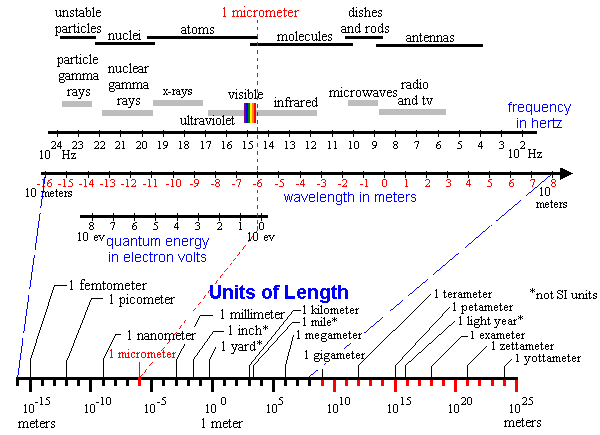 unstable
particles
nuclei
atoms
1 micrometer
molecules
dishes
and rods
antennas
particle
gamma
rays
nuclear
gamma
rays
x-rays
ultraviolet
visible
infrared
microwaves
radio
and tv
frequency
in hertz
24 23 22 21 20 19 18 17 16 15 14 13 12 11 10 9 8 7 6 5 4 3 2
10 Hz 10 Hz
-16 -15 -14 -13 -12 -11 -10 -9 -8 -7 -6 -5 -4 -3 -2 -1 0 1 2 3 4 5 6 7 8
10 meters
wavelength in meters
10
meters
8 7 6 5 4 3 2 1 0
10 ev 10 ev
quantum energy
in electron volts
Units of Length
*not SI units
1 femtometer
1 picometer
1 nanometer
1 micrometer
1 millimeter
1 inch*
1 yard*
1 kilometer
1 mile*
1 megameter
1 gigameter
1 terameter
1 petameter
1 light year*
1 exameter
1 zettameter
1 yottameter
10^-15 10^-10 10^-5 10^0 10^5 10^10 10^15 10^20 10^25
meters 1 meter meters